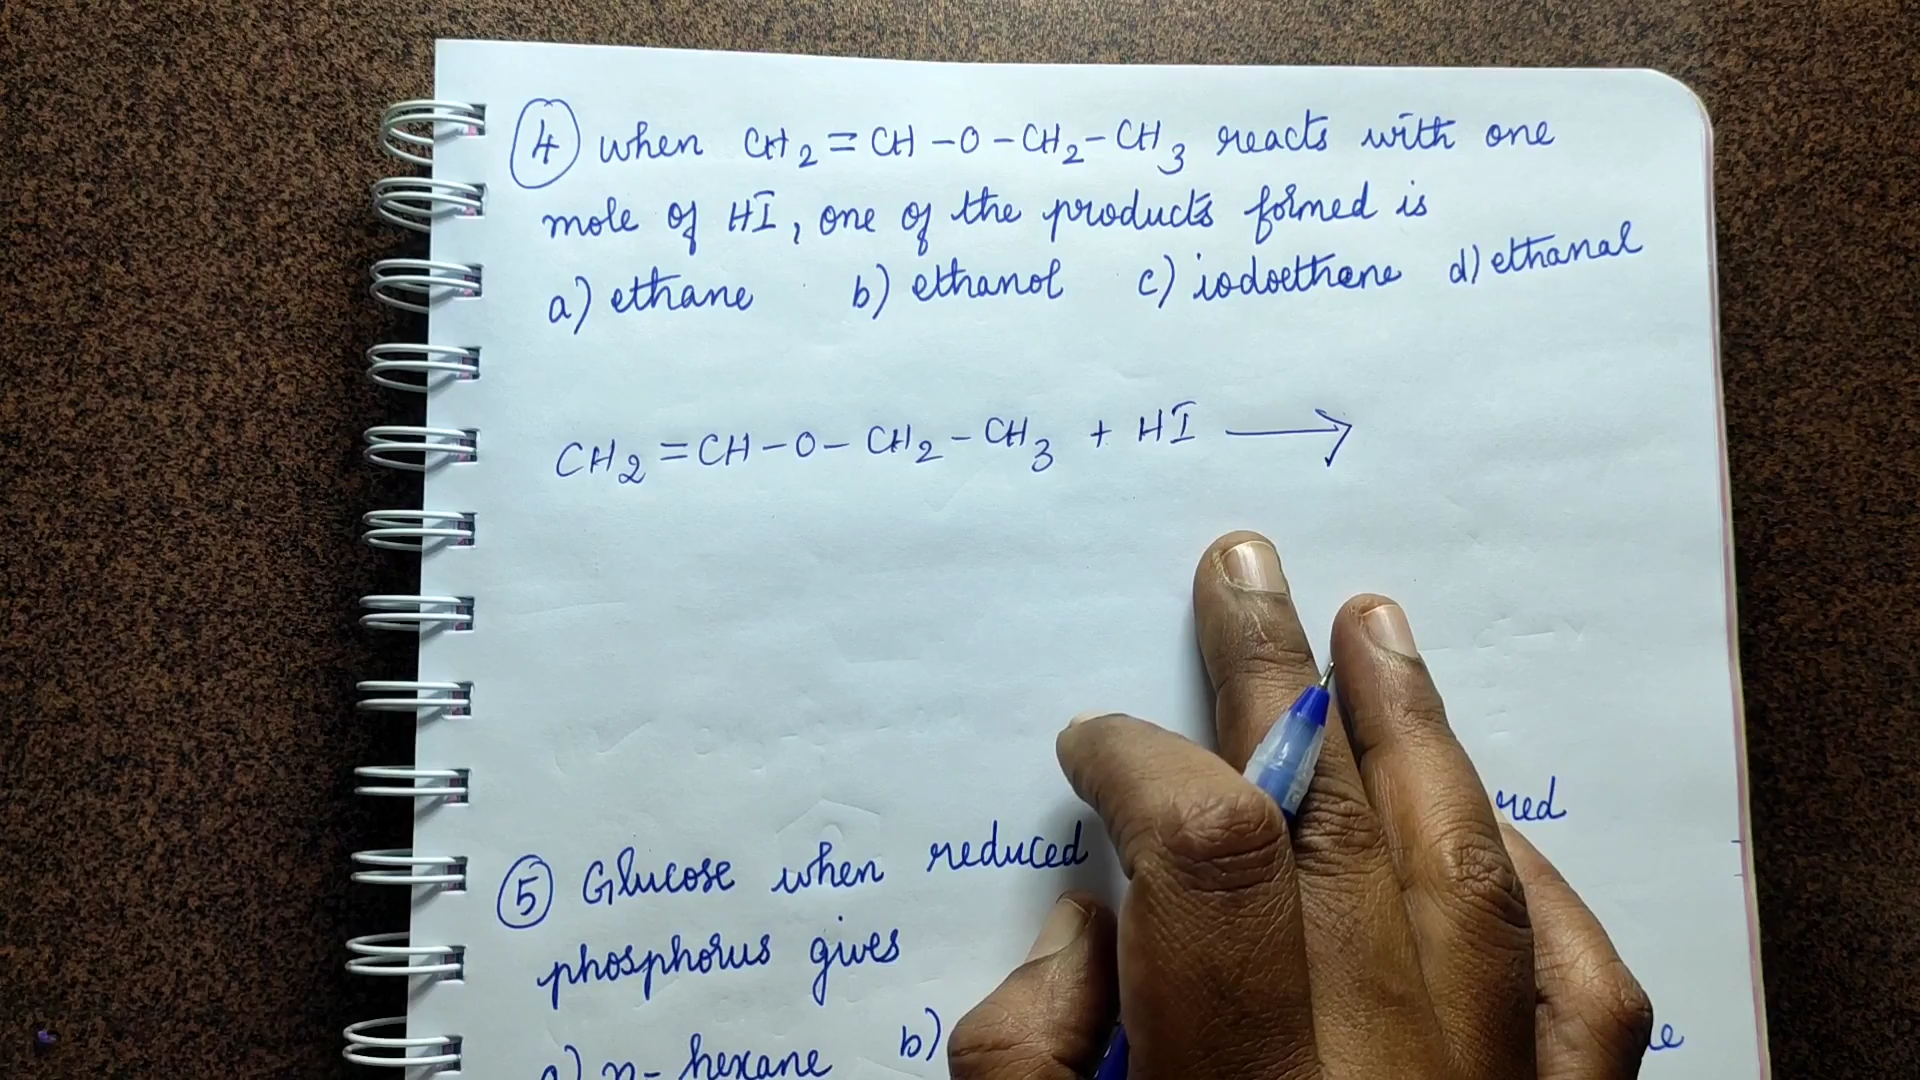 ④ when CH₂=CH-O-CH₂-CH₃ reacts with one
mole of HI, one of the products formed is
a) ethane b) ethanol c) iodoethane d) ethanal
CH₂=CH-O-CH₂-CH₃ + HI ⟶
⑤ Glucose when reduced red
phosphorus gives
a) n-hexane b)